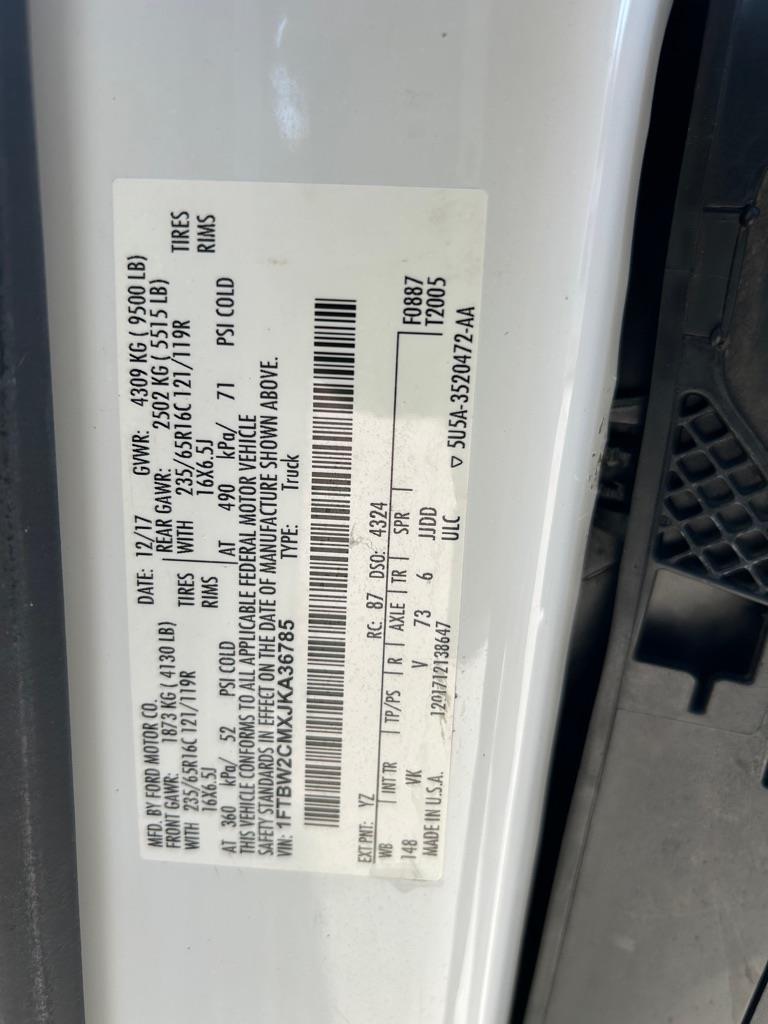 MFD. BY FORD MOTOR CO.
DATE: 12/17 GVWR: 4309 KG ( 9500 LB)
FRONT GAWR: 1873 KG ( 4130 LB)
REAR GAWR: 2502 KG ( 5515 LB)
WITH 235/65R16C 121/119R TIRES
WITH 235/65R16C 121/119R TIRES
16X6.5J RIMS
16X6.5J RIMS
AT 360 kPa/ 52 PSI COLD
AT 490 kPa/ 71 PSI COLD
THIS VEHICLE CONFORMS TO ALL APPLICABLE FEDERAL MOTOR VEHICLE
SAFETY STANDARDS IN EFFECT ON THE DATE OF MANUFACTURE SHOWN ABOVE.
VIN: 1FTBW2CMXJKA36785
TYPE: Truck
EXT PNT: YZ RC: 87 DSO: 4324
WB INT TR TP/PS R AXLE TR SPR F0887
148 VK V 73 6 JJDD T2005
MADE IN U.S.A. 1201712138647 ULC
▽ 5U5A-3520472-AA